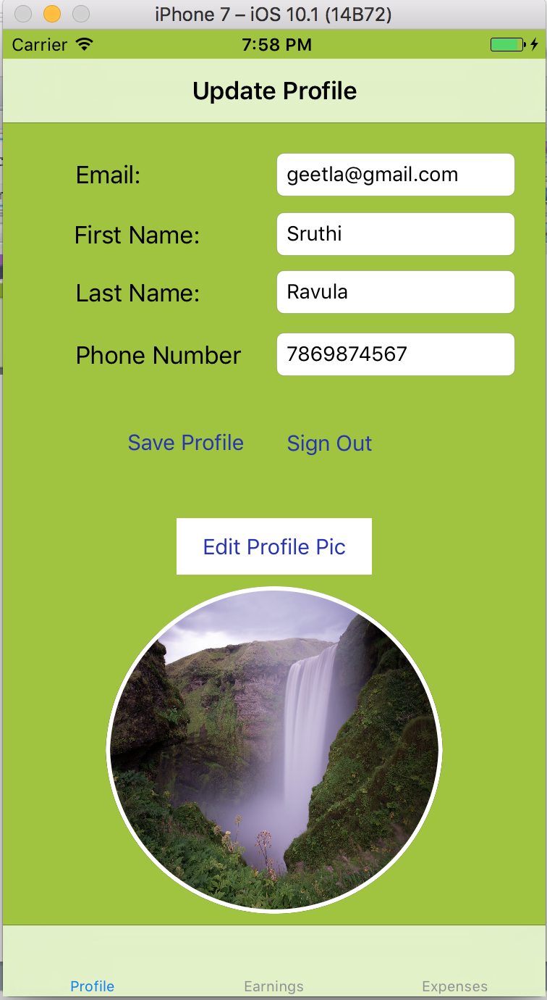 iPhone 7 – iOS 10.1 (14B72)
Carrier 7:58 PM
Update Profile
Email: geetla@gmail.com
First Name: Sruthi
Last Name: Ravula
Phone Number 7869874567
Save Profile Sign Out
Edit Profile Pic
Profile Earnings Expenses